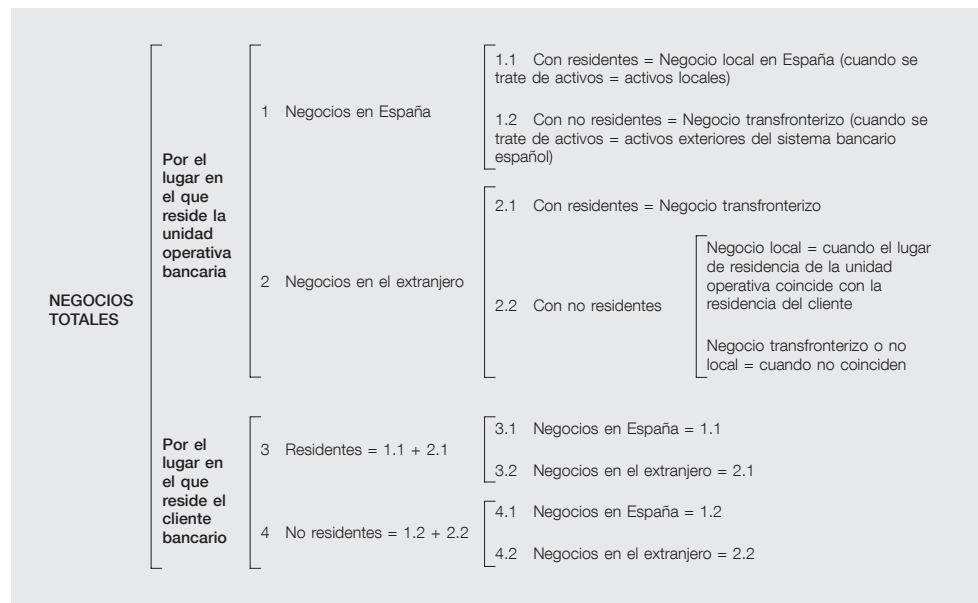 NEGOCIOS
TOTALES
Por el
lugar en
el que
reside la
unidad
operativa
bancaria
1 Negocios en España
1.1 Con residentes = Negocio local en España (cuando se
trate de activos = activos locales)
1.2 Con no residentes = Negocio transfronterizo (cuando se
trate de activos = activos exteriores del sistema bancario
español)
2 Negocios en el extranjero
2.1 Con residentes = Negocio transfronterizo
2.2 Con no residentes
Negocio local = cuando el lugar
de residencia de la unidad
operativa coincide con la
residencia del cliente
Negocio transfronterizo o no
local = cuando no coinciden
Por el
lugar en
el que
reside el
cliente
bancario
3 Residentes = 1.1 + 2.1
3.1 Negocios en España = 1.1
3.2 Negocios en el extranjero = 2.1
4 No residentes = 1.2 + 2.2
4.1 Negocios en España = 1.2
4.2 Negocios en el extranjero = 2.2